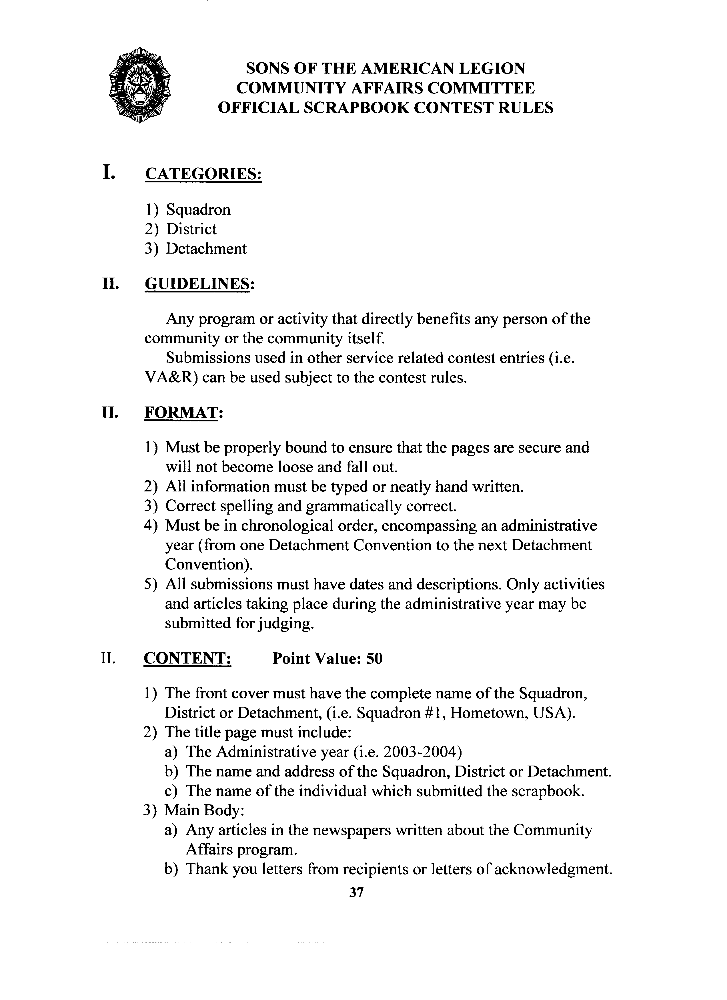 SONS OF
THE AMERICAN LEGION
SONS OF THE AMERICAN LEGION
COMMUNITY AFFAIRS COMMITTEE
OFFICIAL SCRAPBOOK CONTEST RULES
I. CATEGORIES:
1) Squadron
2) District
3) Detachment
II. GUIDELINES:
Any program or activity that directly benefits any person of the
community or the community itself.
Submissions used in other service related contest entries (i.e.
VA&R) can be used subject to the contest rules.
II. FORMAT:
1) Must be properly bound to ensure that the pages are secure and
will not become loose and fall out.
2) All information must be typed or neatly hand written.
3) Correct spelling and grammatically correct.
4) Must be in chronological order, encompassing an administrative
year (from one Detachment Convention to the next Detachment
Convention).
5) All submissions must have dates and descriptions. Only activities
and articles taking place during the administrative year may be
submitted for judging.
II. CONTENT: Point Value: 50
1) The front cover must have the complete name of the Squadron,
District or Detachment, (i.e. Squadron #1, Hometown, USA).
2) The title page must include:
a) The Administrative year (i.e. 2003-2004)
b) The name and address of the Squadron, District or Detachment.
c) The name of the individual which submitted the scrapbook.
3) Main Body:
a) Any articles in the newspapers written about the Community
Affairs program.
b) Thank you letters from recipients or letters of acknowledgment.
37